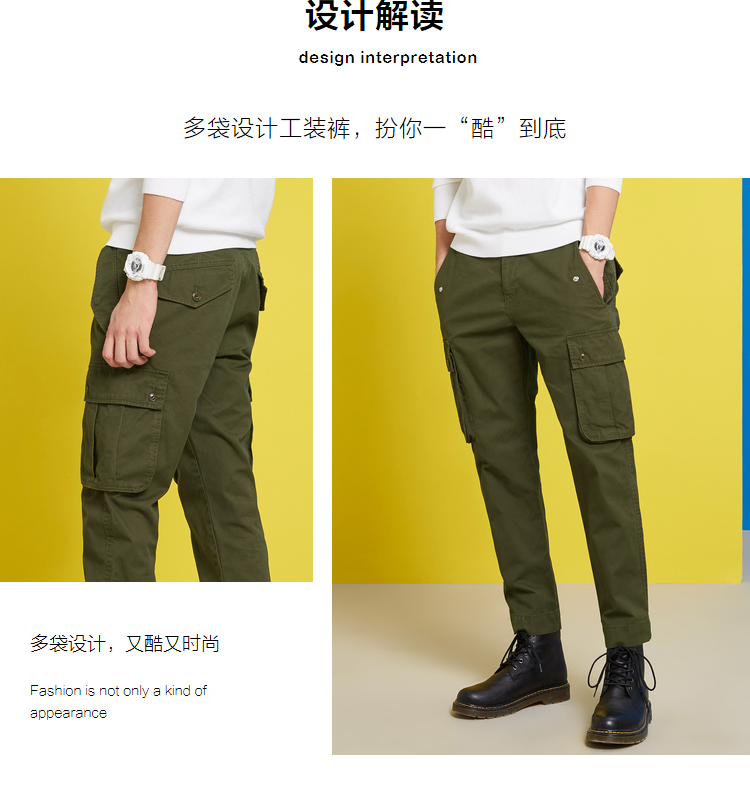 设计解读
design interpretation
多袋设计工装裤，扮你一“酷”到底
多袋设计，又酷又时尚
Fashion is not only a kind of
appearance